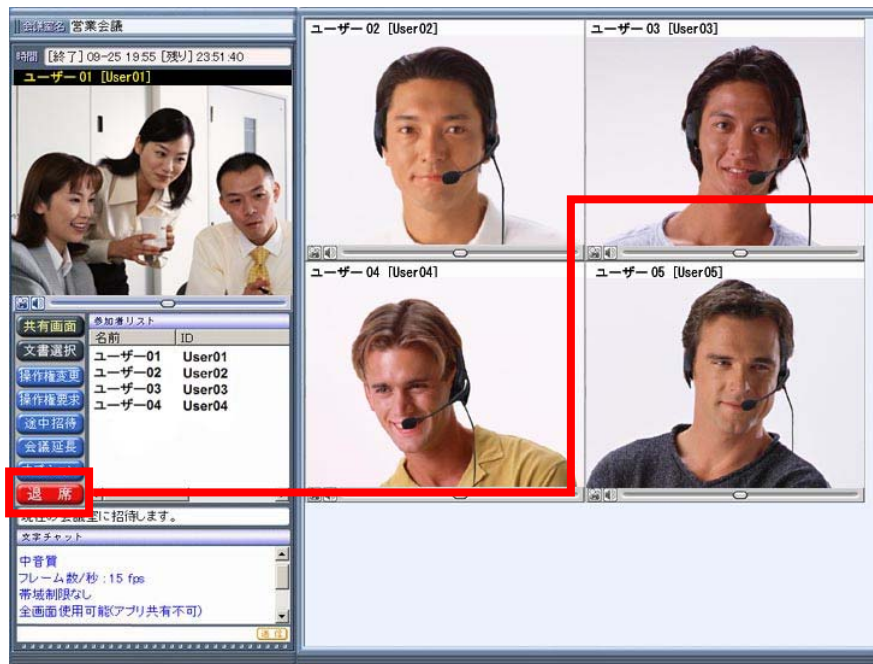 会議室名 営業会議
時間 [終了] 09-25 19:55 [残り] 23:51:40
ユーザー 01 [User01]
共有画面
文書選択
操作権変更
操作権要求
途中招待
会議延長
退 席
参加者リスト
名前 ID
ユーザー01 User01
ユーザー02 User02
ユーザー03 User03
ユーザー04 User04
現在の会議室に招待します。
文字チャット
中音質
フレーム数/秒 : 15 fps
帯域制限なし
全画面使用可能(アプリ共有不可)
送信
ユーザー 02 [User02]
ユーザー 03 [User03]
ユーザー 04 [User04]
ユーザー 05 [User05]